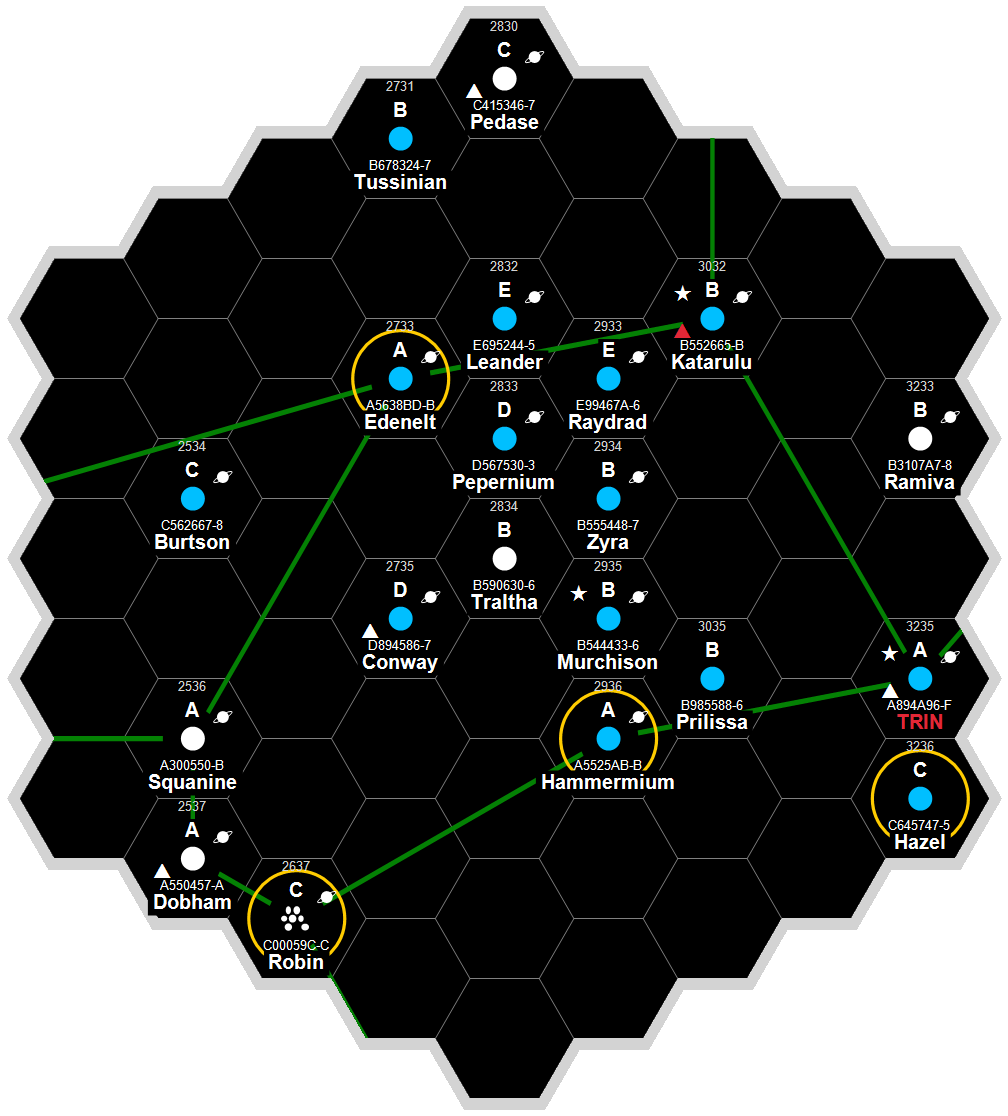 2830
C
C415346-7
Pedase
2731
B
B678324-7
Tussinian
2832
E
E695244-5
Leander
3032
B
B552665-B
Katarulu
2733
A
A5638BD-B
Edenelt
2933
E
E99467A-6
Raydrad
2833
D
D567530-3
Pepernium
3233
B
B3107A7-8
Ramiva
2534
C
C562667-8
Burtson
2934
B
B555448-7
Zyra
2834
B
B590630-6
Traltha
2735
D
D894586-7
Conway
2935
B
B544433-6
Murchison
3035
B
B985588-6
Prilissa
3235
A
A894A96-F
TRIN
2536
A
A300550-B
Squanine
2936
A
A5525AB-B
Hammermium
3236
C
C645747-5
Hazel
2537
A
A550457-A
Dobham
2637
C
C00059C-C
Robin